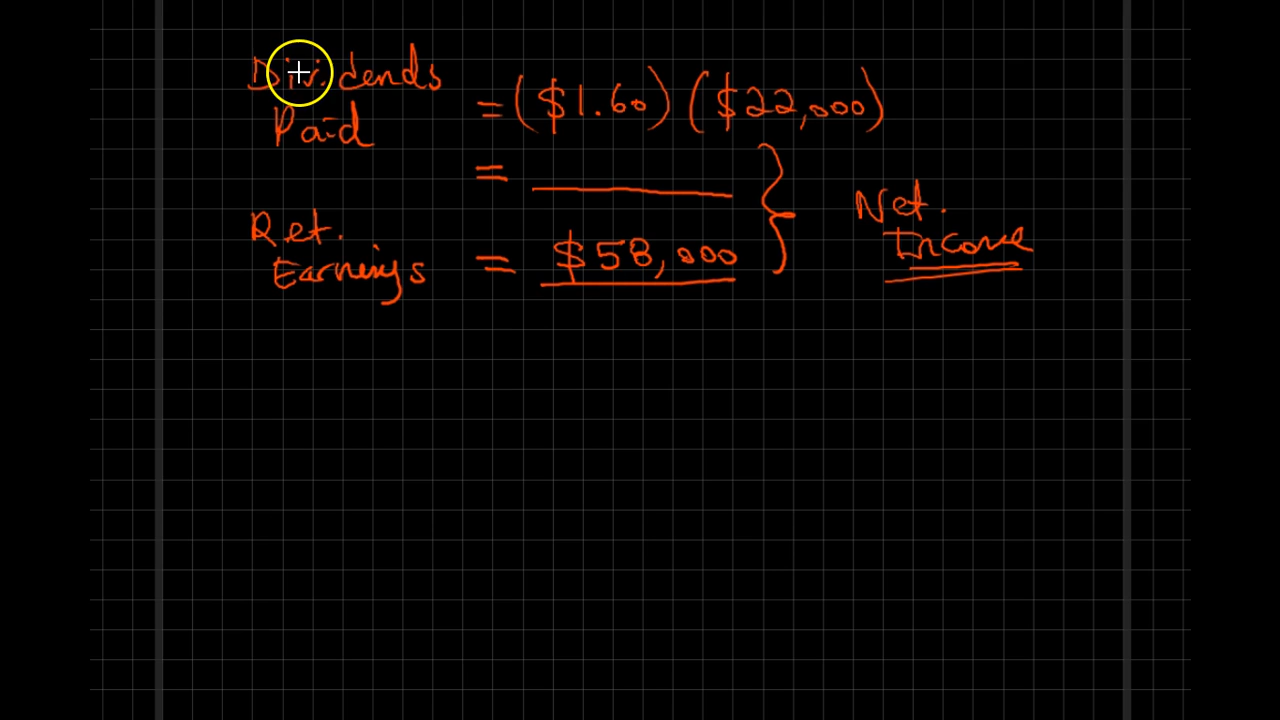 Dividends
Paid = ($1.60) ($22,000)
=
Ret.
Earnings = $58,000
Net.
Income